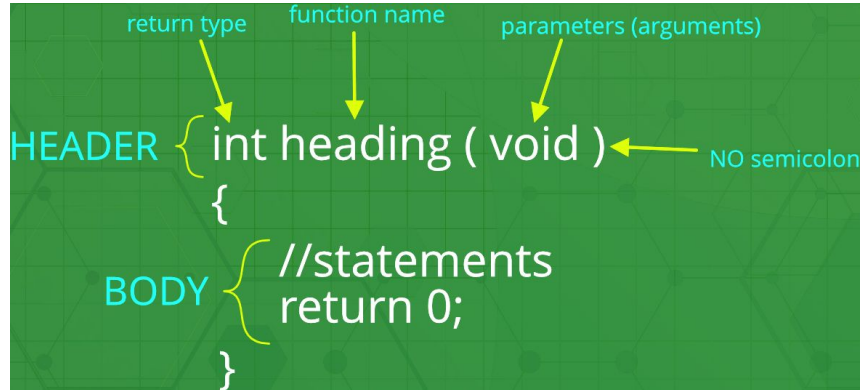 return type
function name
parameters (arguments)
HEADER
int heading ( void )
NO semicolon
{
BODY
//statements
return 0;
}